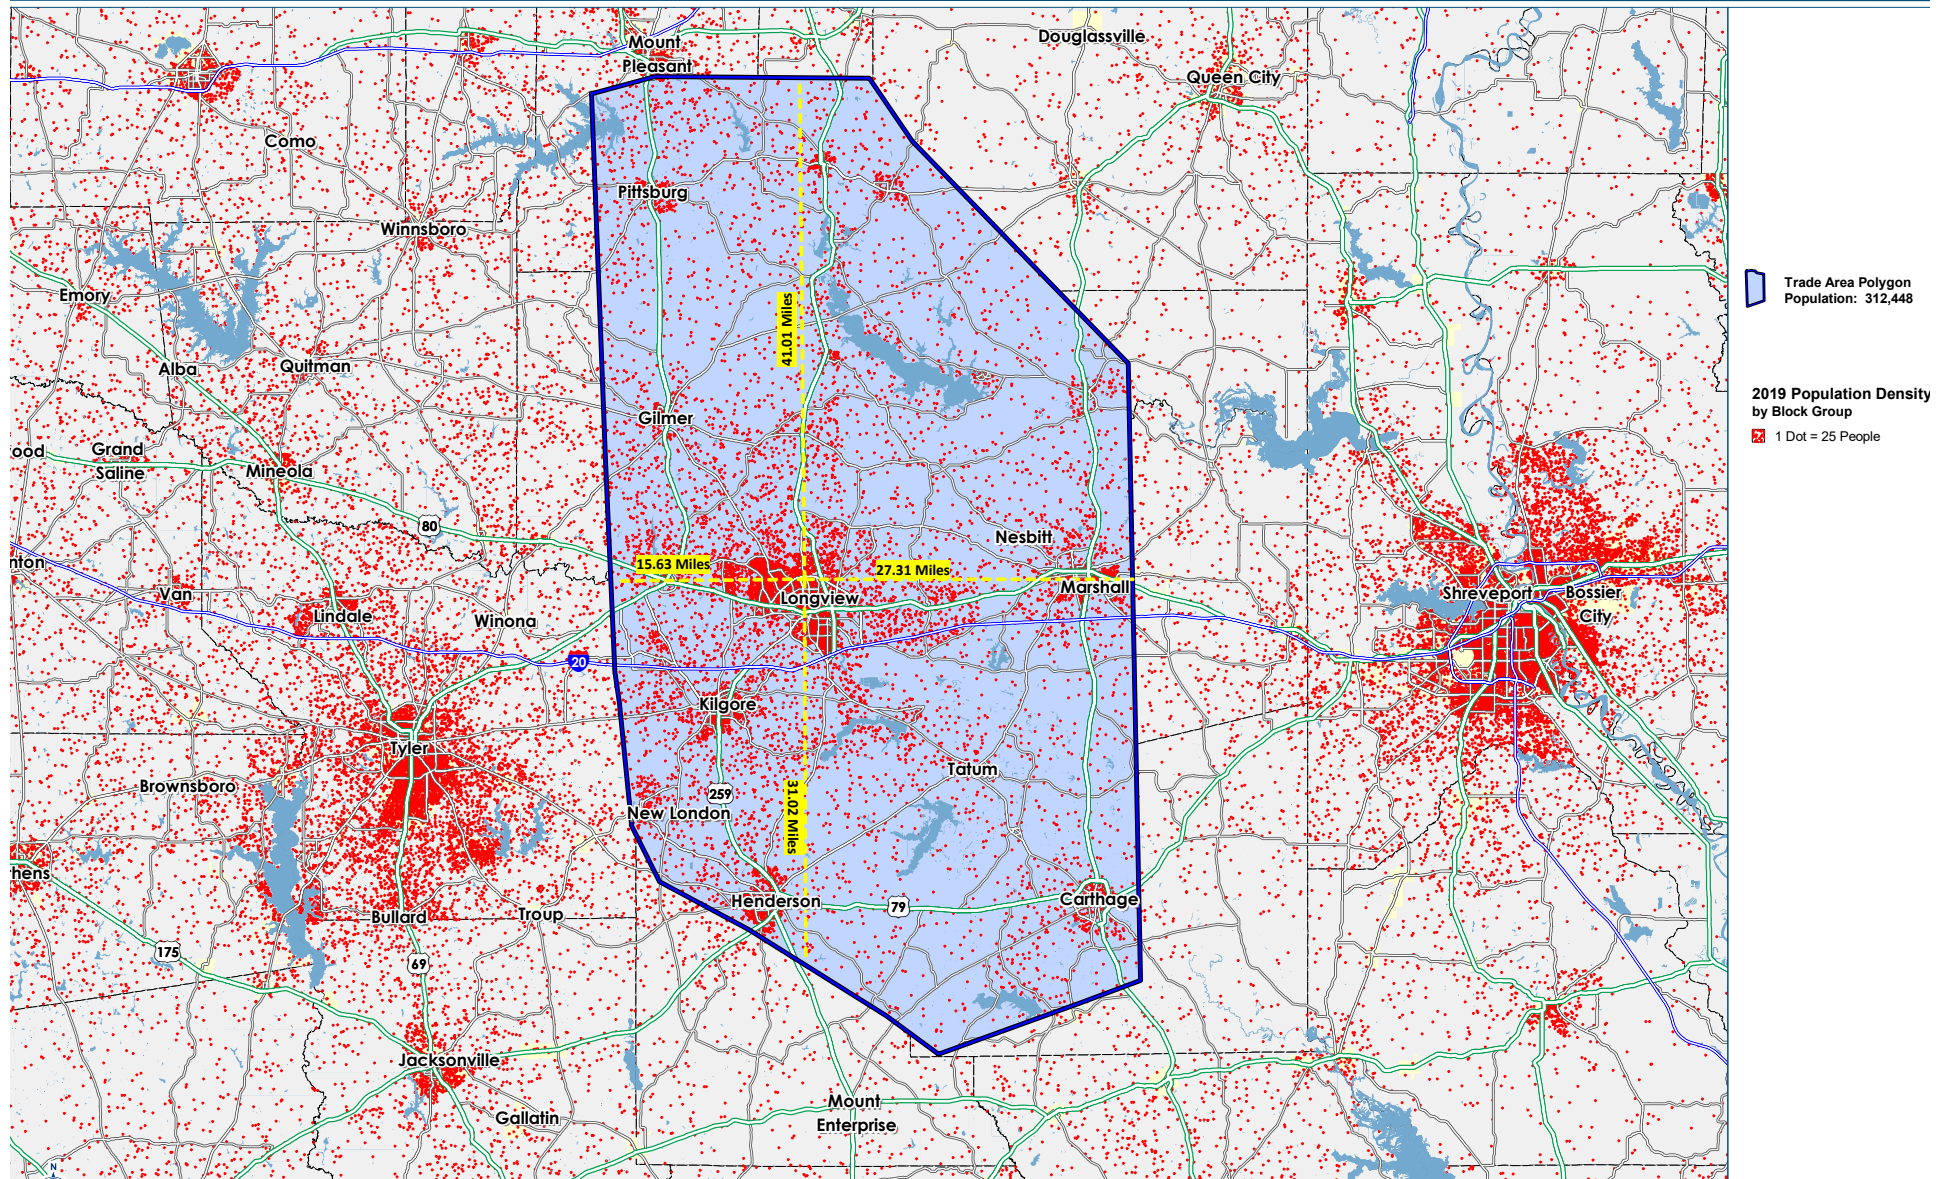 Mount
Pleasant
Douglassville
Queen City
Como
Pittsburg
Winnsboro
Emory
41.01 Miles
Trade Area Polygon
Population: 312,448
Alba
Quitman
2019 Population Density
by Block Group
1 Dot = 25 People
Gilmer
ood
Grand
Saline
Mineola
80
Nesbitt
nton
15.63 Miles
27.31 Miles
Van
Longview
Marshall
Shreveport
Bossier
City
Lindale
Winona
20
Kilgore
Tyler
Tatum
Brownsboro
259
31.02 Miles
New London
hens
Henderson
79
Carthage
Bullard
Troup
175
69
Jacksonville
Mount
Enterprise
Gallatin
N